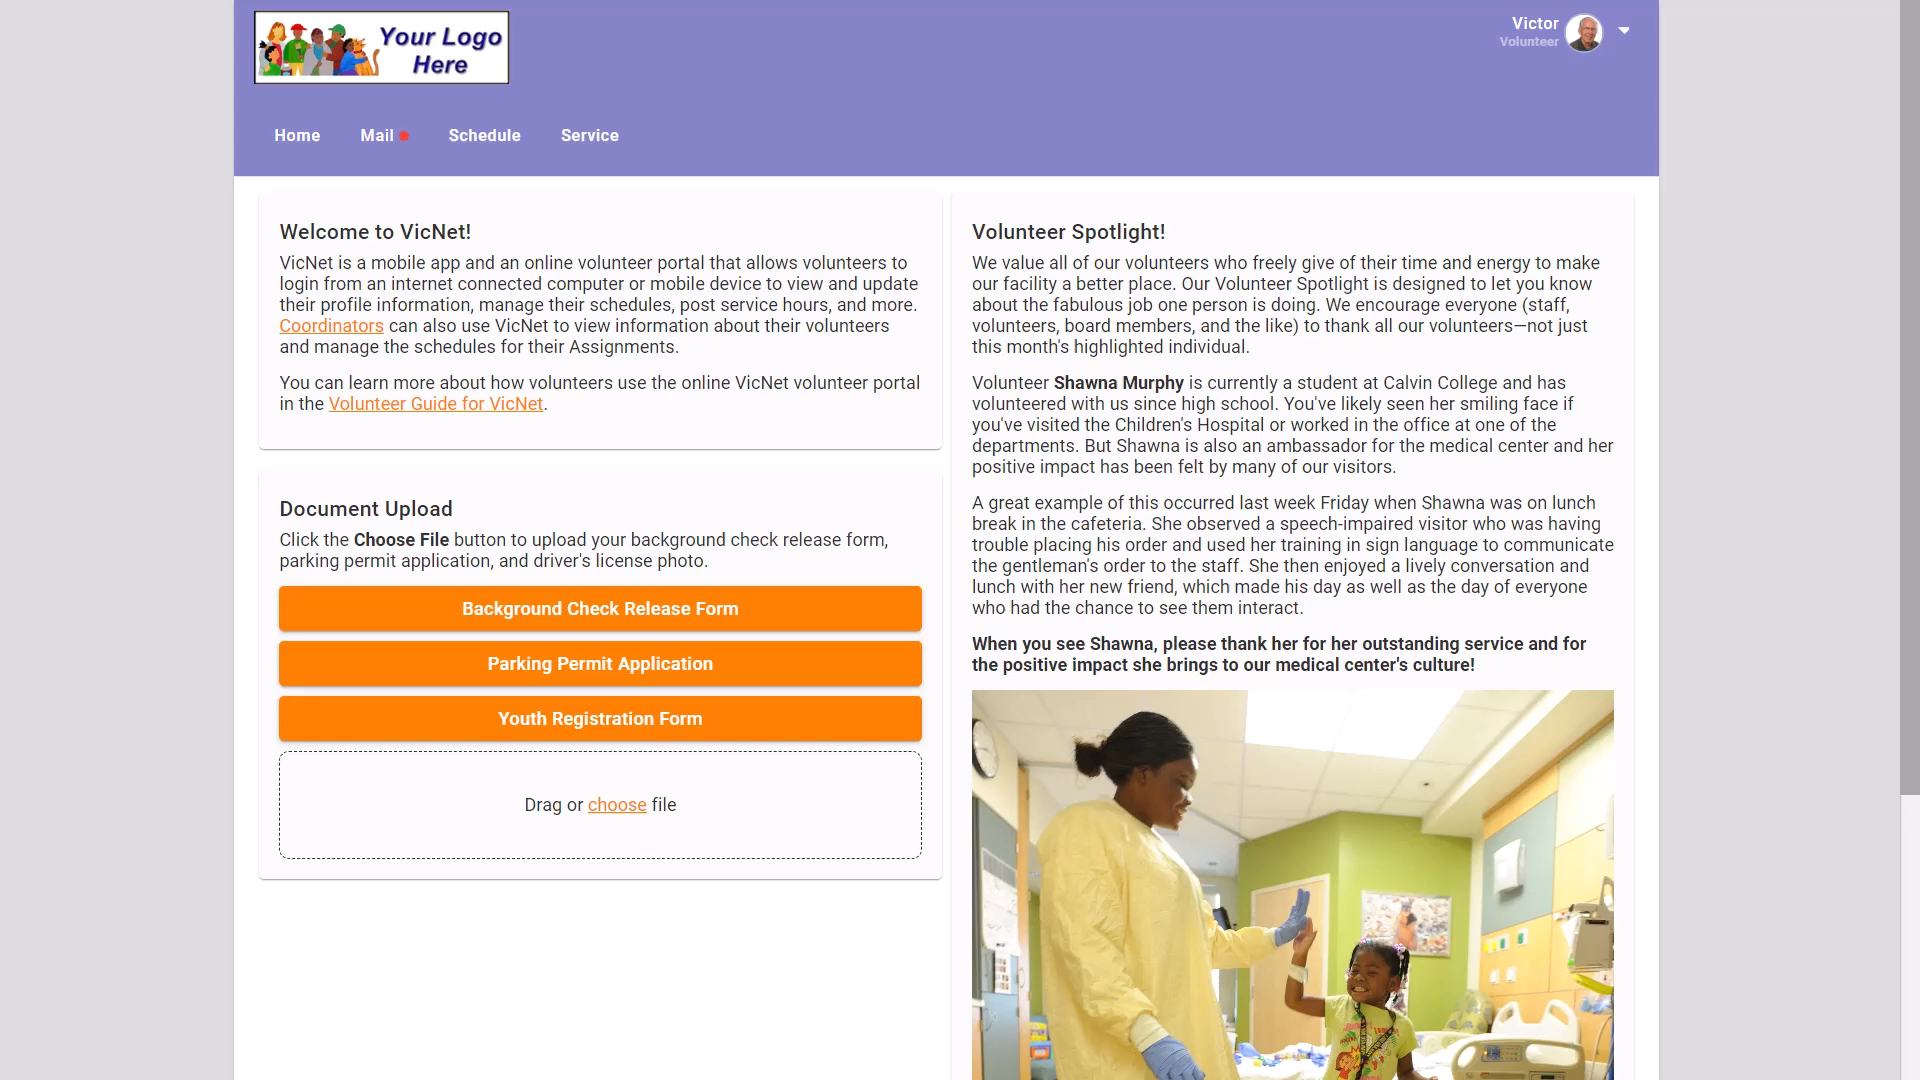 Your Logo
Here
Victor
Volunteer
Home
Mail
Schedule
Service
Welcome to VicNet!
VicNet is a mobile app and an online volunteer portal that allows volunteers to
login from an internet connected computer or mobile device to view and update
their profile information, manage their schedules, post service hours, and more.
Coordinators can also use VicNet to view information about their volunteers
and manage the schedules for their Assignments.
You can learn more about how volunteers use the online VicNet volunteer portal
in the Volunteer Guide for VicNet.
Document Upload
Click the Choose File button to upload your background check release form,
parking permit application, and driver's license photo.
Background Check Release Form
Parking Permit Application
Youth Registration Form
Drag or choose file
Volunteer Spotlight!
We value all of our volunteers who freely give of their time and energy to make
our facility a better place. Our Volunteer Spotlight is designed to let you know
about the fabulous job one person is doing. We encourage everyone (staff,
volunteers, board members, and the like) to thank all our volunteers—not just
this month's highlighted individual.
Volunteer Shawna Murphy is currently a student at Calvin College and has
volunteered with us since high school. You've likely seen her smiling face if
you've visited the Children's Hospital or worked in the office at one of the
departments. But Shawna is also an ambassador for the medical center and her
positive impact has been felt by many of our visitors.
A great example of this occurred last week Friday when Shawna was on lunch
break in the cafeteria. She observed a speech-impaired visitor who was having
trouble placing his order and used her training in sign language to communicate
the gentleman's order to the staff. She then enjoyed a lively conversation and
lunch with her new friend, which made his day as well as the day of everyone
who had the chance to see them interact.
When you see Shawna, please thank her for her outstanding service and for
the positive impact she brings to our medical center's culture!